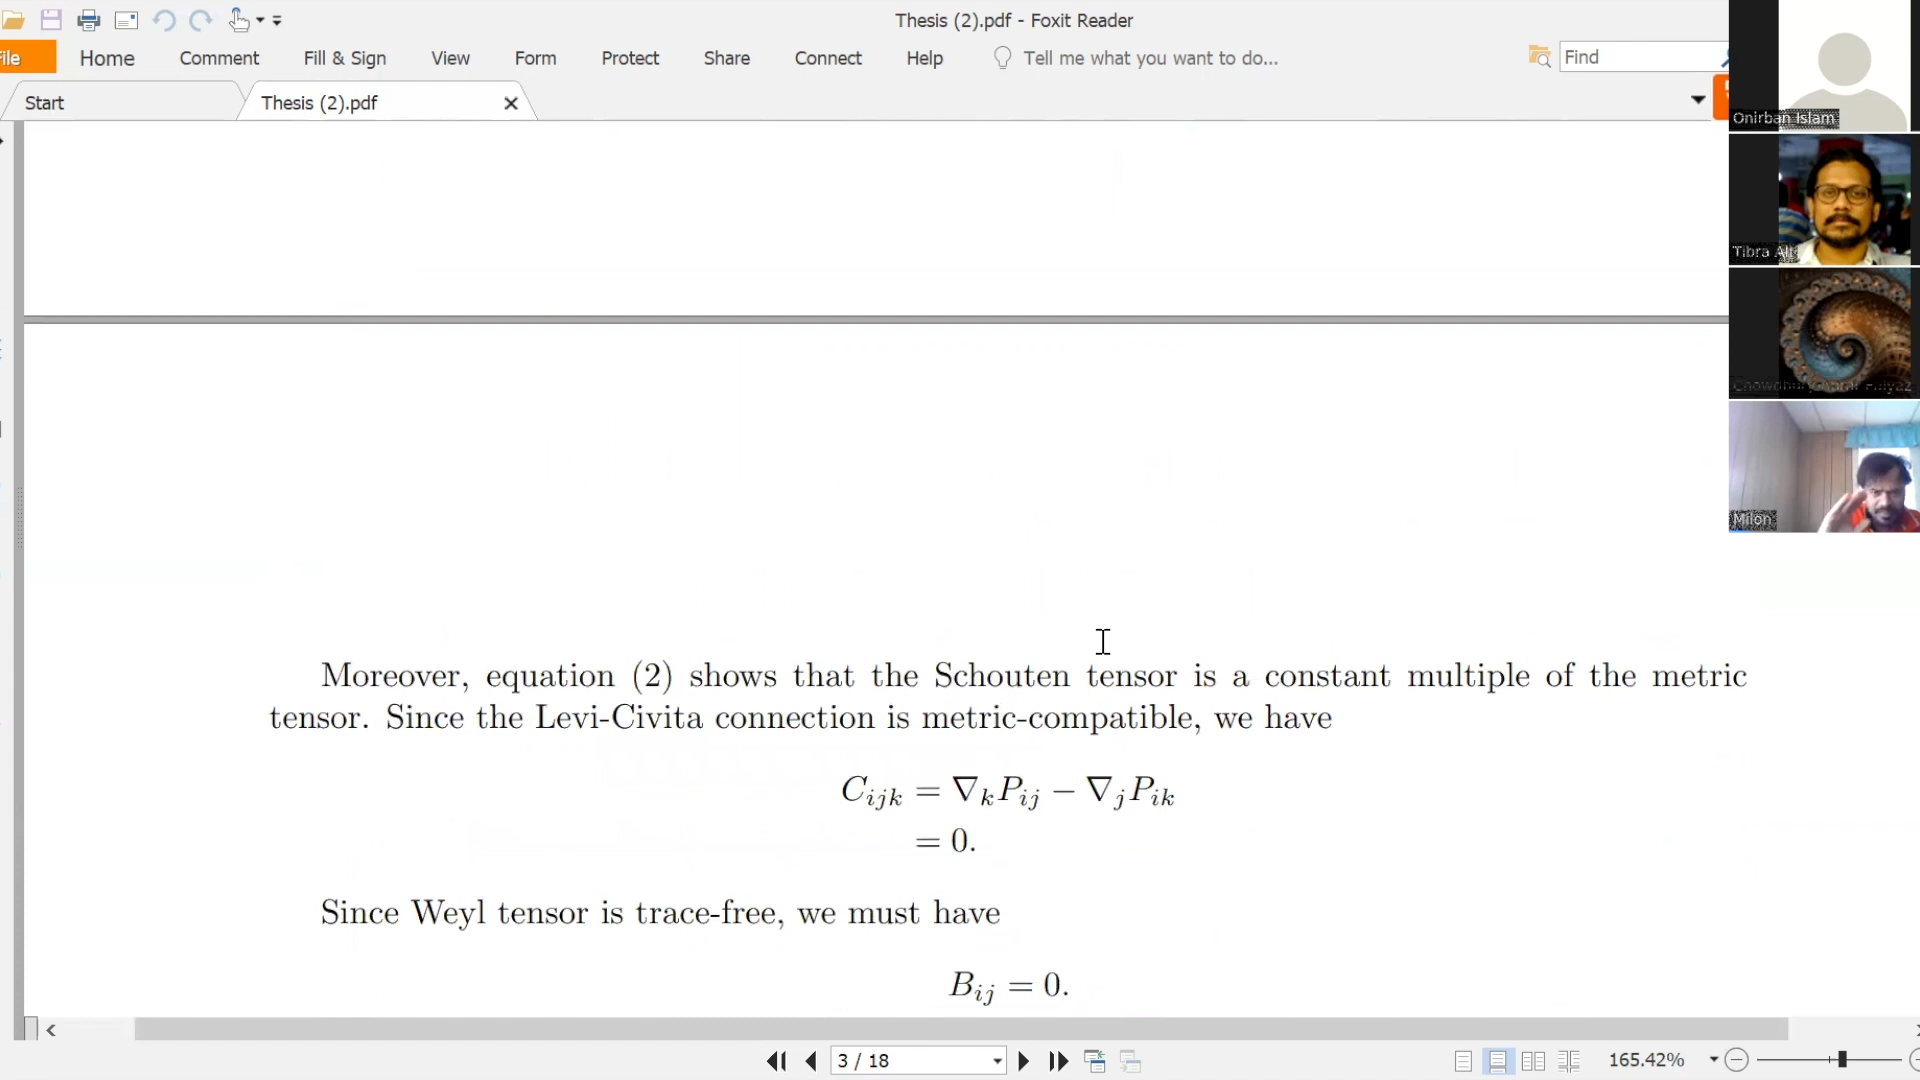 Thesis (2).pdf - Foxit Reader
File Home Comment Fill & Sign View Form Protect Share Connect Help Tell me what you want to do... Find
Start Thesis (2).pdf
Onirban Islam
Tibra Ali
Milon
Moreover, equation (2) shows that the Schouten tensor is a constant multiple of the metric
tensor. Since the Levi-Civita connection is metric-compatible, we have
C_{ijk} = ∇_k P_{ij} − ∇_j P_{ik}
= 0.
Since Weyl tensor is trace-free, we must have
B_{ij} = 0.
3 / 18 165.42%